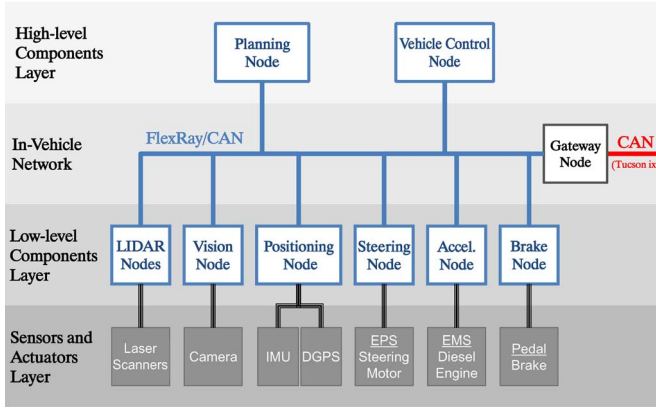 High-level
Components
Layer
Planning
Node
Vehicle Control
Node
In-Vehicle
Network
FlexRay/CAN
Gateway
Node
CAN
(Tucson ix
Low-level
Components
Layer
LIDAR
Nodes
Vision
Node
Positioning
Node
Steering
Node
Accel.
Node
Brake
Node
Sensors and
Actuators
Layer
Laser
Scanners
Camera
IMU
DGPS
EPS
Steering
Motor
EMS
Diesel
Engine
Pedal
Brake